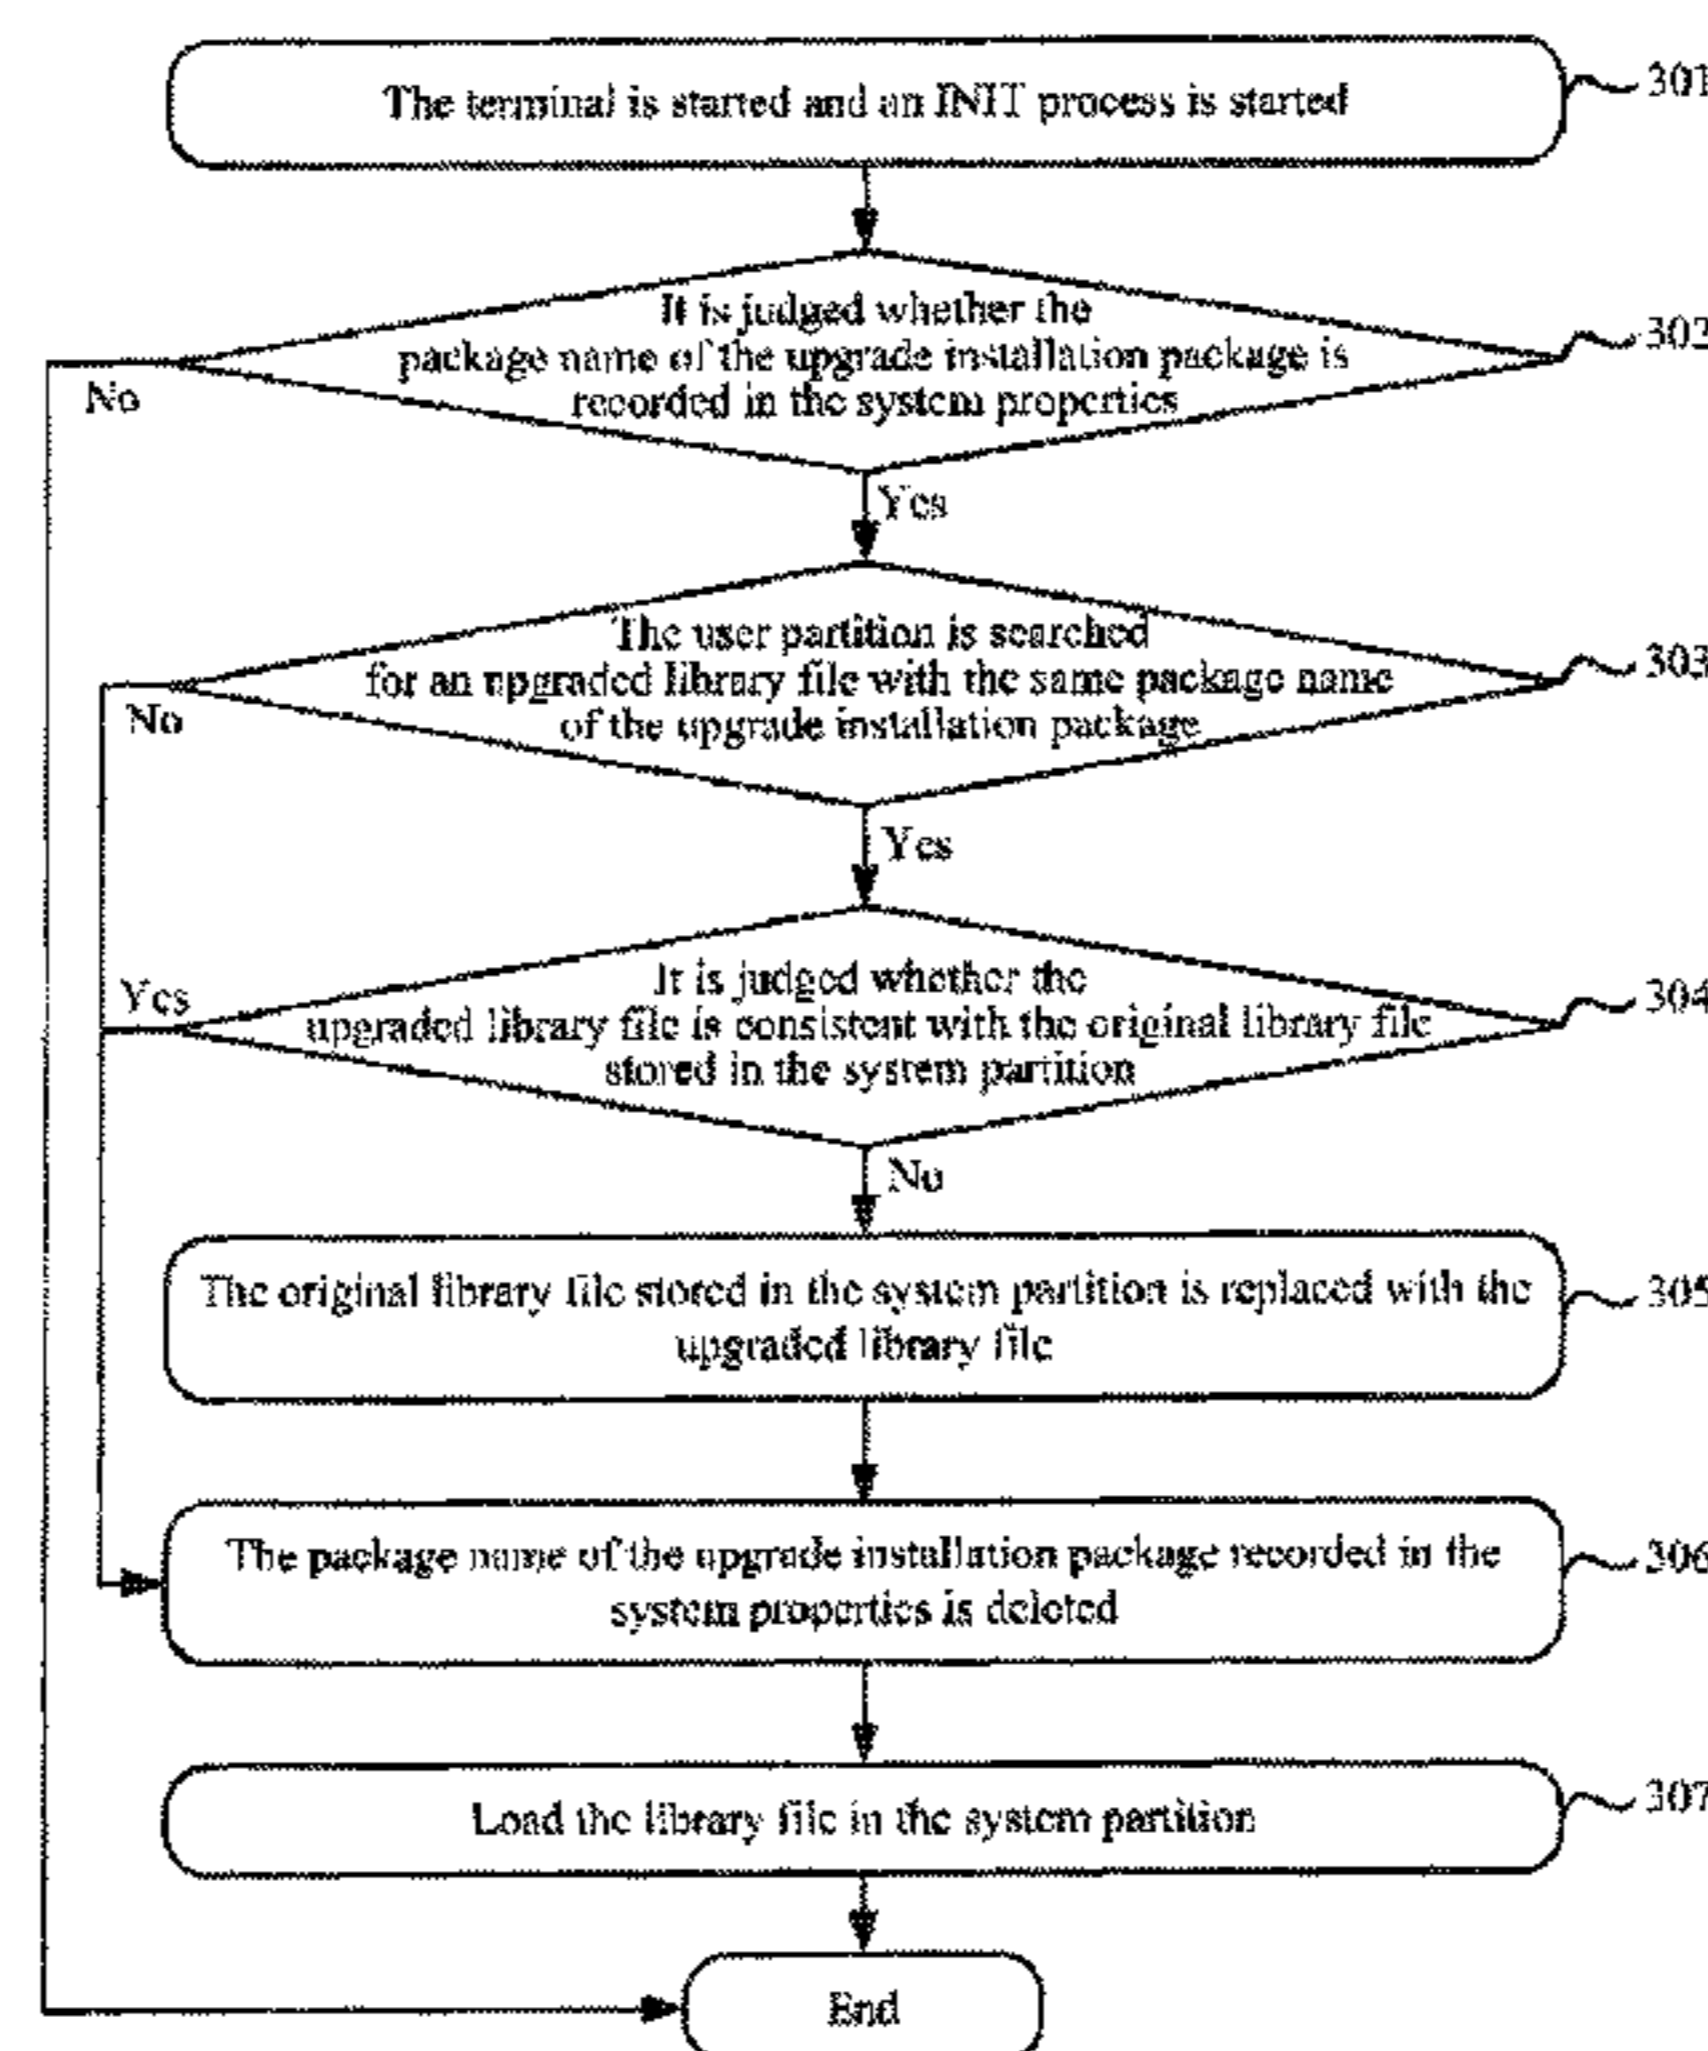 The terminal is started and an INIT process is started
301
It is judged whether the
package name of the upgrade installation package is
recorded in the system properties
302
No
Yes
The user partition is searched
for an upgraded library file with the same package name
of the upgrade installation package
303
No
Yes
It is judged whether the
upgraded library file is consistent with the original library file
stored in the system partition
304
Yes
No
The original library file stored in the system partition is replaced with the
upgraded library file
305
The package name of the upgrade installation package recorded in the
system properties is deleted
306
Load the library file in the system partition
307
End